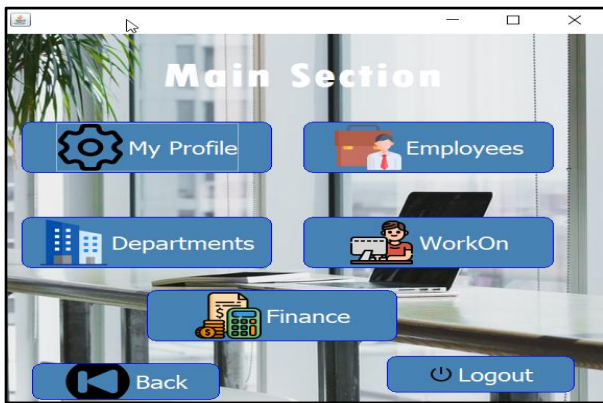 Main Section
My Profile
Employees
Departments
WorkOn
$
Finance
$
Back
Logout